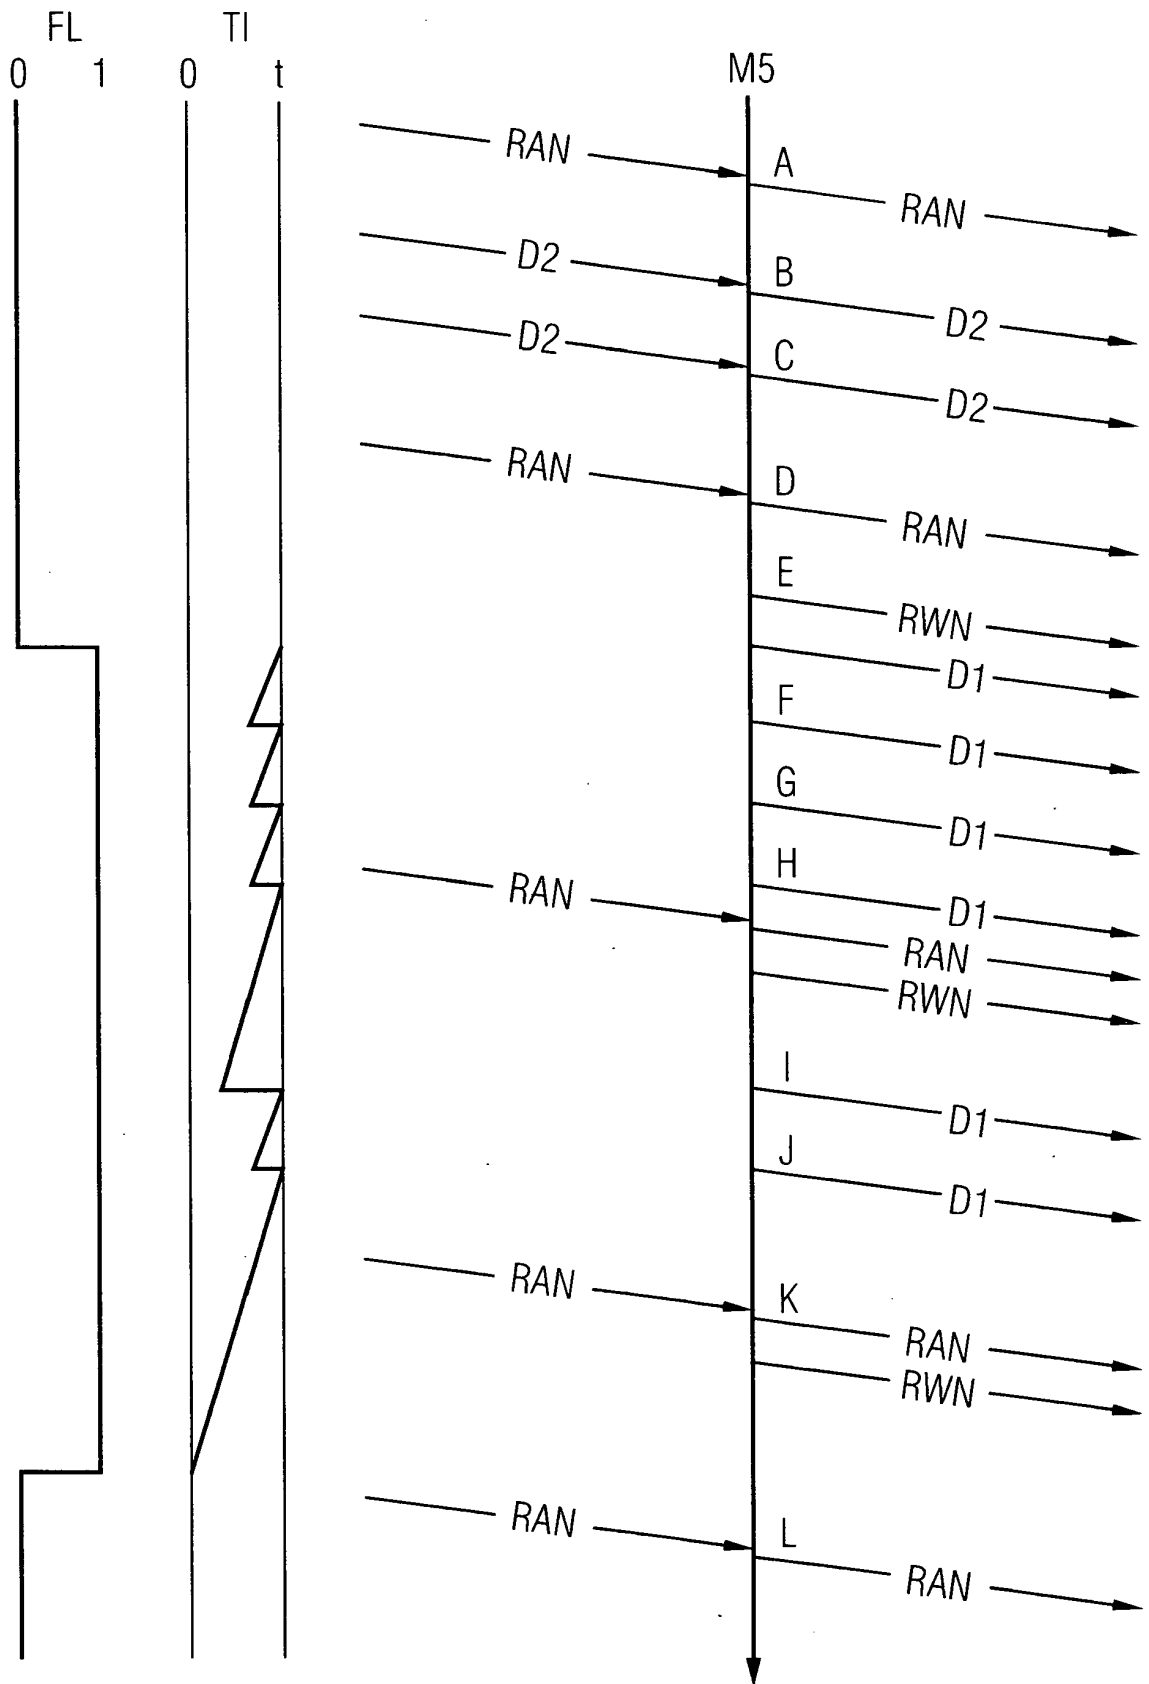 FL TI
0 1 0 t M5
RAN A
RAN
D2 B
D2
D2 C
D2
RAN D
RAN
E
RWN
D1
F
D1
G
D1
H
RAN D1
RAN
RWN
I
D1
J
D1
RAN K
RAN
RWN
RAN L
RAN